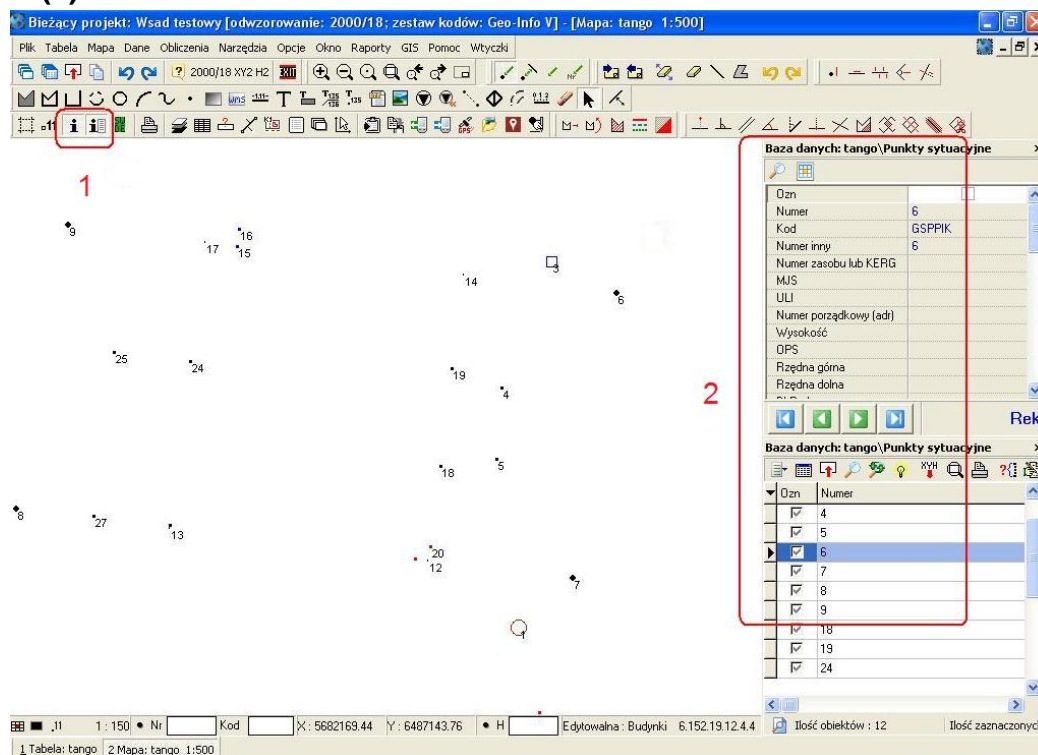 Bieżący projekt: Wsad testowy [odwzorowanie: 2000/18; zestaw kodów: Geo-Info V] - [Mapa: tango 1:500]
Plik Tabela Mapa Dane Obliczenia Narzędzia Opcje Okno Raporty GIS Pomoc Wtyczki
2000/18 XY2 H2
1
Baza danych: tango\Punkty sytuacyjne
Ozn
Numer 6
Kod GSPPIK
Numer inny 6
Numer zasobu lub KERG
MJS
ULI
Numer porządkowy (adr)
Wysokość
OPS
Rzędna górna
Rzędna dolna
9
16
17
15
3
14
6
25
24
19
4
2
Rek
Baza danych: tango\Punkty sytuacyjne
18
5
Ozn Numer
4
5
6
7
8
9
18
19
24
8
27
13
20
12
7
1
1 : 150 Nr Kod X : 5682169.44 Y : 6487143.76 H Edytowalna : Budynki 6.152.19.12.4.4 Ilość obiektów : 12 Ilość zaznaczonyc
1 Tabela: tango 2 Mapa: tango 1:500